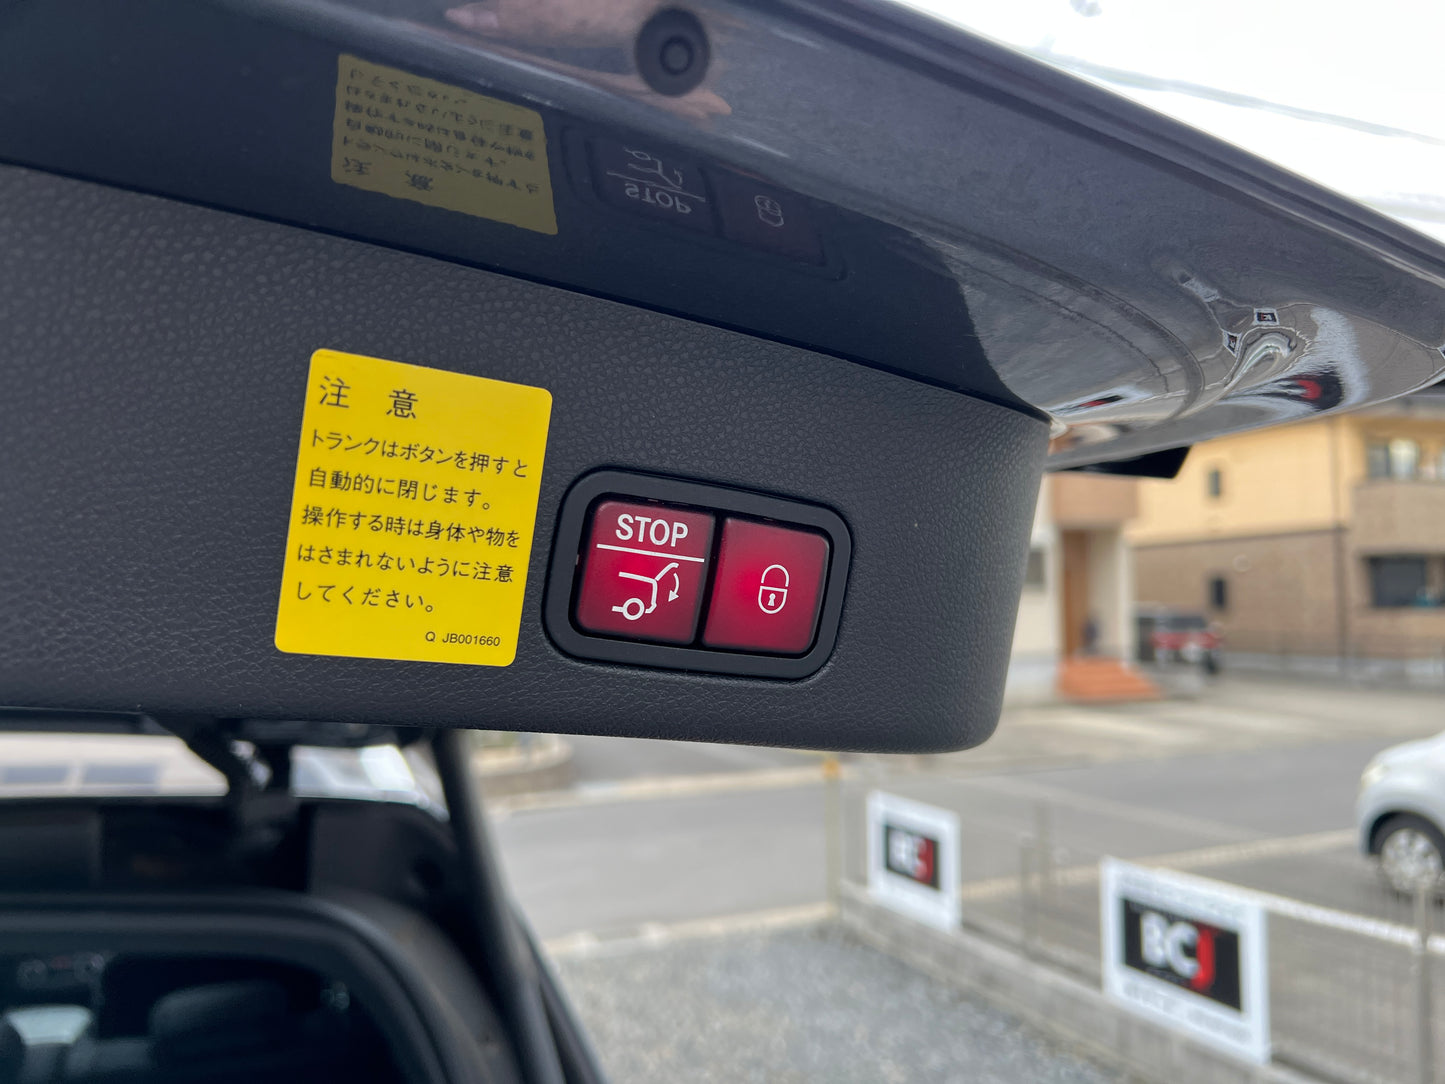 注 意
トランクはボタンを押すと
自動的に閉じます。
操作する時は身体や物を
はさまれないように注意
してください。
Q JB001660
STOP
BCJ